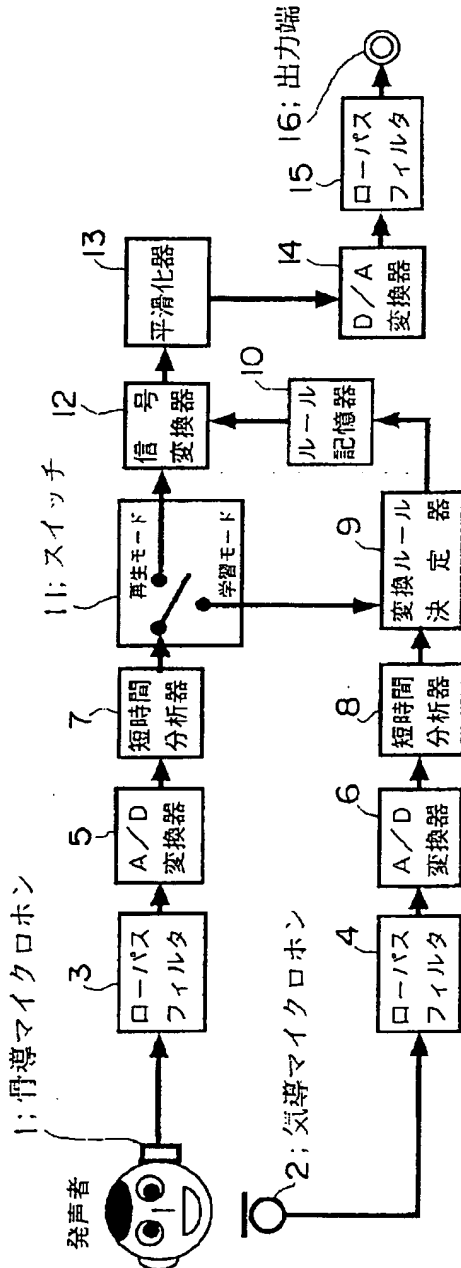 発声者
1；骨導マイクロホン
3
ローパス
フィルタ
5
A／D
変換器
7
短時間
分析器
11；スイッチ
再生モード
学習モード
12
信号
変換器
13
平滑化器
2；気導マイクロホン
4
ローパス
フィルタ
6
A／D
変換器
8
短時間
分析器
9
変換ルール
決定器
10
ルール
記憶器
14
D／A
変換器
15
ローパス
フィルタ
16；出力端